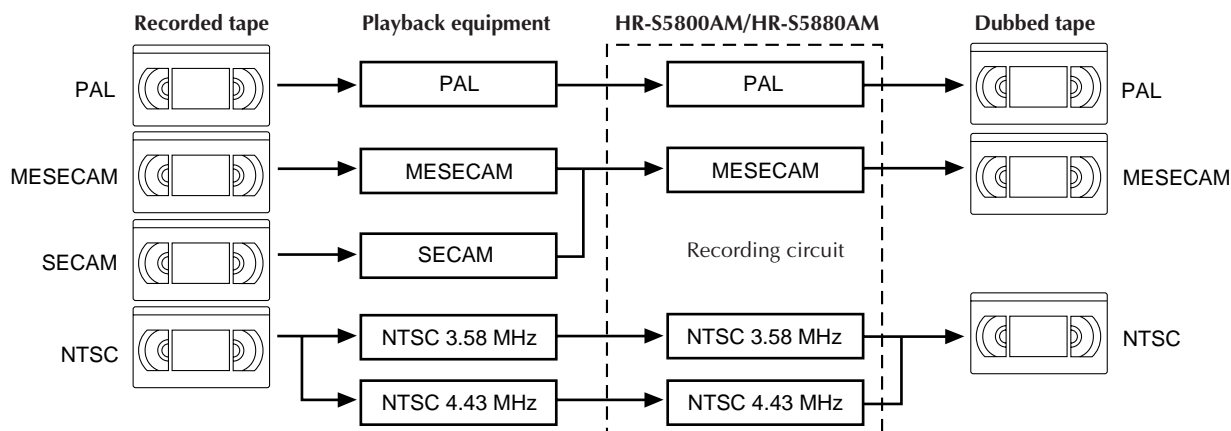 Recorded tape
Playback equipment
HR-S5800AM/HR-S5880AM
Dubbed tape
PAL
PAL
PAL
PAL
MESECAM
MESECAM
MESECAM
MESECAM
SECAM
SECAM
Recording circuit
NTSC
NTSC 3.58 MHz
NTSC 3.58 MHz
NTSC
NTSC 4.43 MHz
NTSC 4.43 MHz